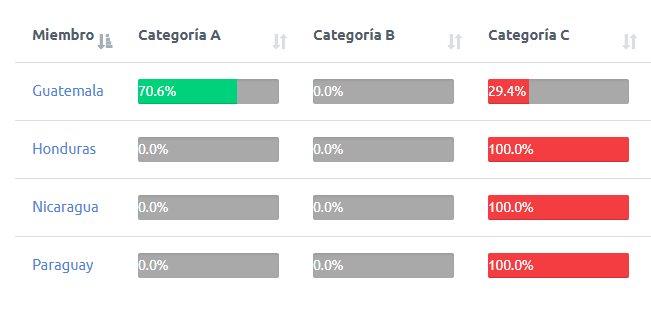 Miembro Categoría A Categoría B Categoría C
Guatemala 70.6% 0.0% 29.4%
Honduras 0.0% 0.0% 100.0%
Nicaragua 0.0% 0.0% 100.0%
Paraguay 0.0% 0.0% 100.0%